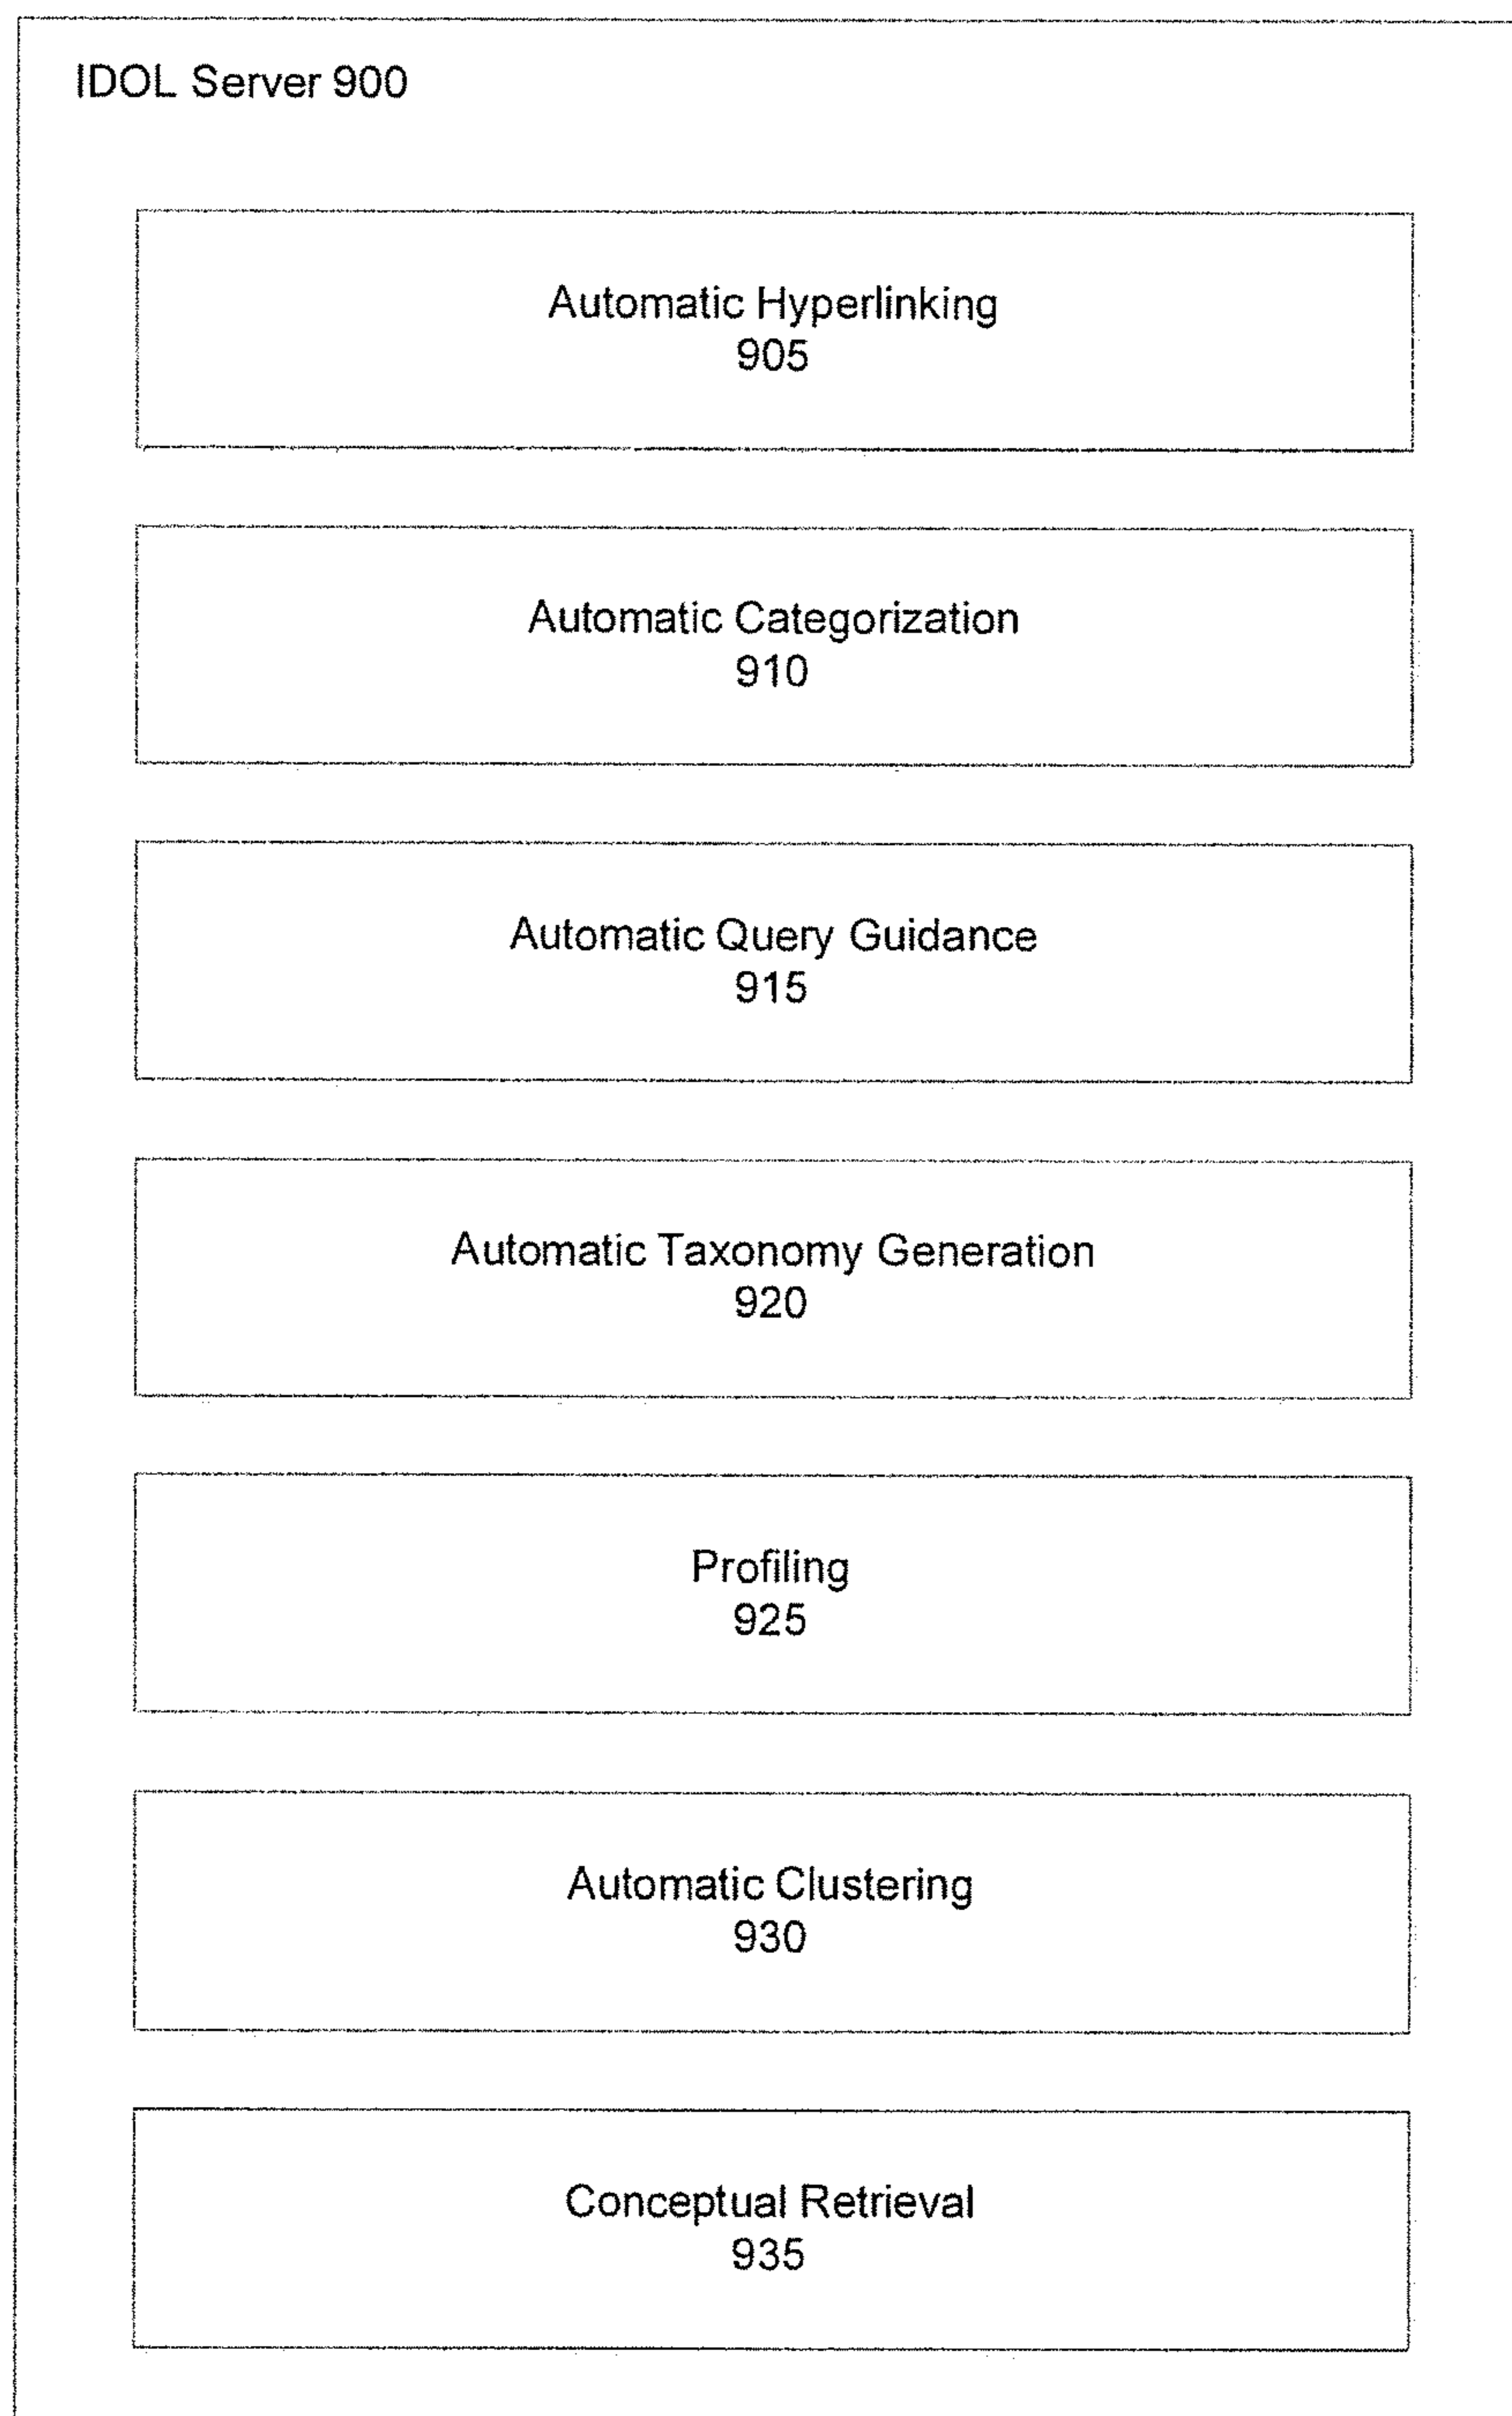 IDOL Server 900
Automatic Hyperlinking
905
Automatic Categorization
910
Automatic Query Guidance
915
Automatic Taxonomy Generation
920
Profiling
925
Automatic Clustering
930
Conceptual Retrieval
935